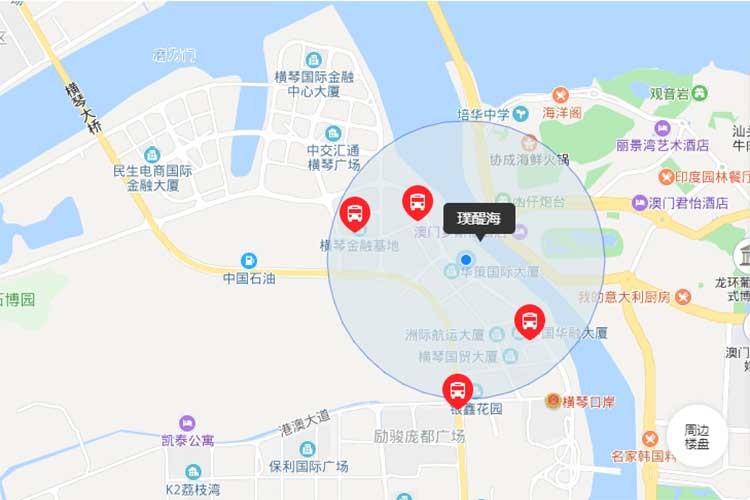 磨刀门
横琴大桥
横琴国际金融
中心大厦
中交汇通
横琴广场
民生电商国际
金融大厦
培华中学
海洋阁
观音岩
协成海鲜火锅
丽景湾艺术酒店
汕头
牛肉
印度园林餐厅
氹仔炮台
澳门君怡酒店
璞醍海
澳门罗
横琴金融基地
华策国际大厦
中国石油
石博园
龙环葡
式博
我的意大利厨房
洲际航运大厦
国华融大厦
横琴国贸大厦
澳门
银鑫花园
横琴口岸
港澳大道
励骏庞都广场
凯泰公寓
保利国际广场
K2荔枝湾
名家韩国料
周边
楼盘